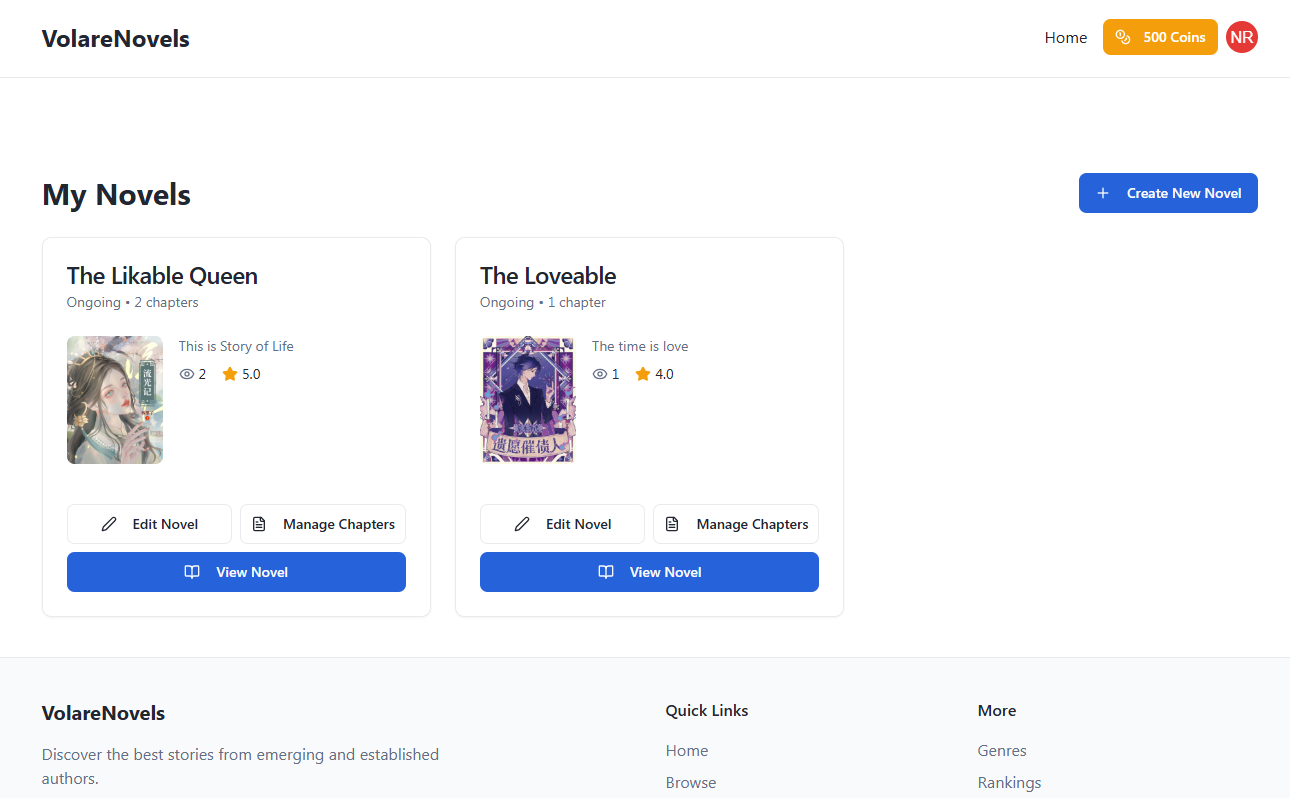 VolareNovels
Home
500 Coins
NR
My Novels
Create New Novel
The Likable Queen
Ongoing • 2 chapters
This is Story of Life
2
5.0
流光记
Edit Novel
Manage Chapters
View Novel
The Loveable
Ongoing • 1 chapter
The time is love
1
4.0
遗愿催债人
Edit Novel
Manage Chapters
View Novel
VolareNovels
Discover the best stories from emerging and established
authors.
Quick Links
Home
Browse
More
Genres
Rankings